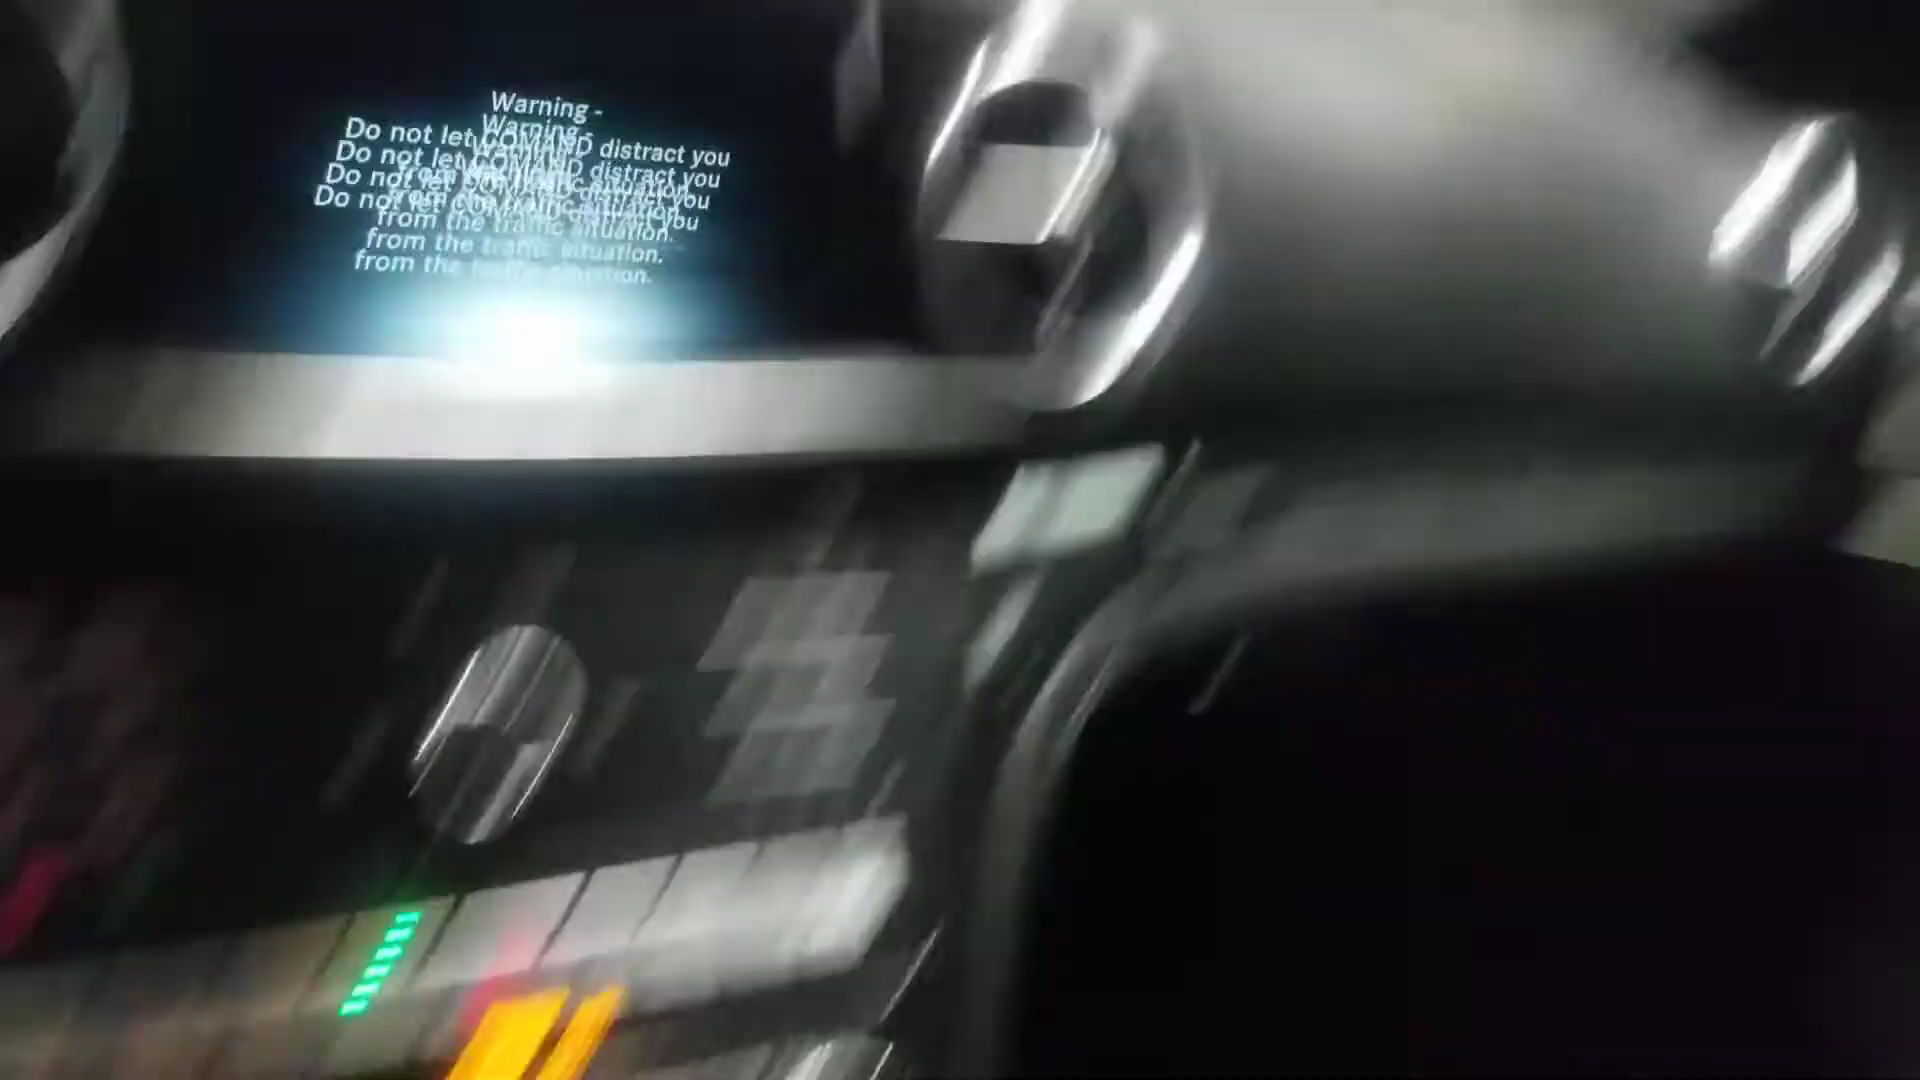 Warning -
Do not let COMAND distract you
from the traffic situation.